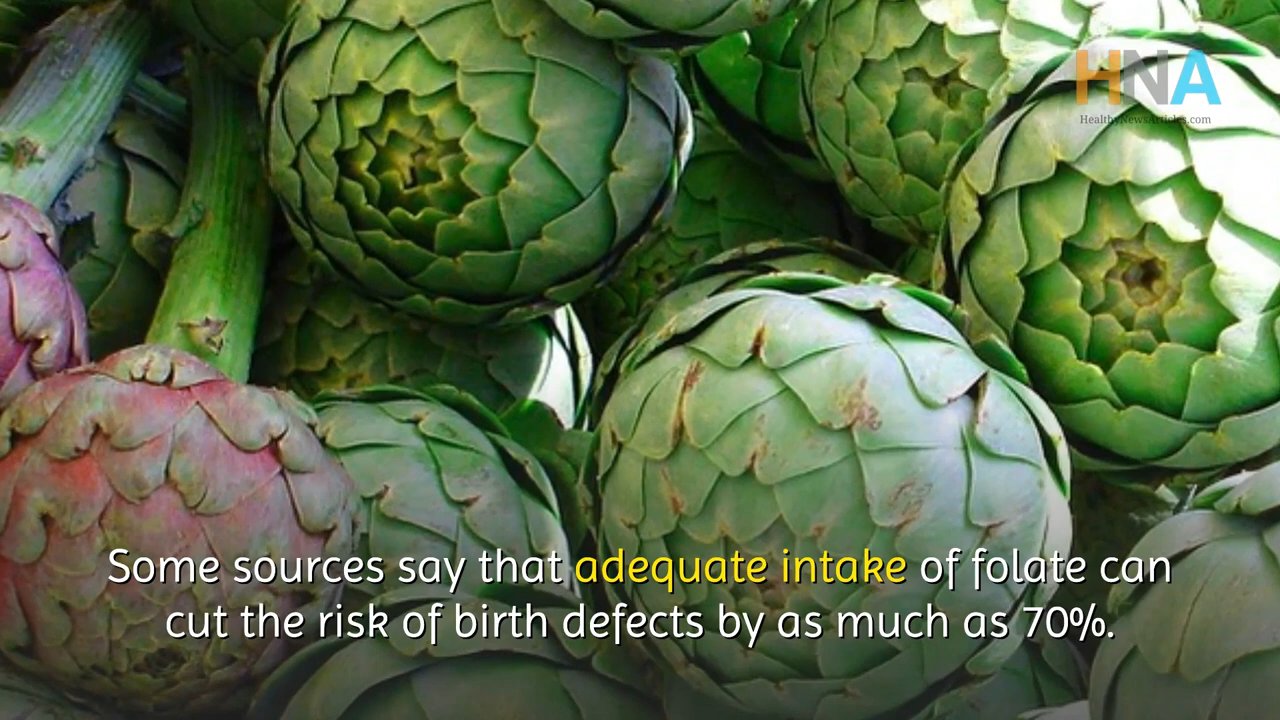 HNA
HealthyNewsArticles.com
Some sources say that adequate intake of folate can
cut the risk of birth defects by as much as 70%.